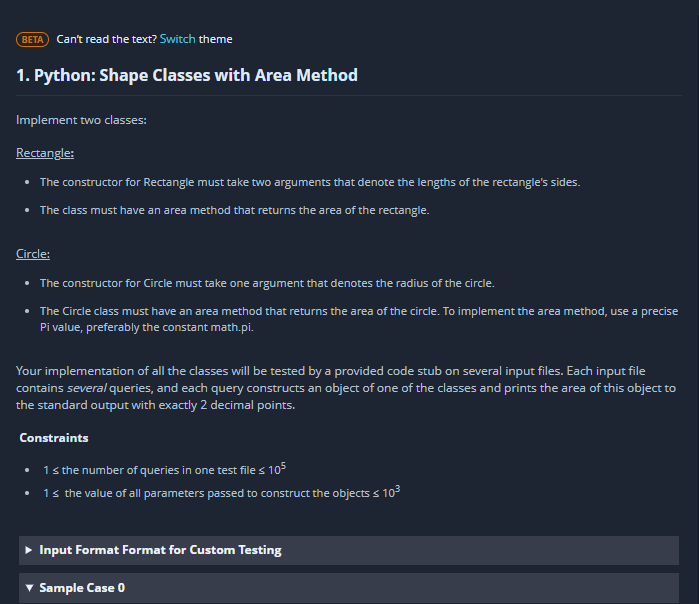 BETA Can't read the text? Switch theme
1. Python: Shape Classes with Area Method
Implement two classes:
Rectangle:
• The constructor for Rectangle must take two arguments that denote the lengths of the rectangle's sides.
• The class must have an area method that returns the area of the rectangle.
Circle:
• The constructor for Circle must take one argument that denotes the radius of the circle.
• The Circle class must have an area method that returns the area of the circle. To implement the area method, use a precise
Pi value, preferably the constant math.pi.
Your implementation of all the classes will be tested by a provided code stub on several input files. Each input file
contains several queries, and each query constructs an object of one of the classes and prints the area of this object to
the standard output with exactly 2 decimal points.
Constraints
• 1 ≤ the number of queries in one test file ≤ 10⁵
• 1 ≤ the value of all parameters passed to construct the objects ≤ 10³
▶ Input Format Format for Custom Testing
▼ Sample Case 0